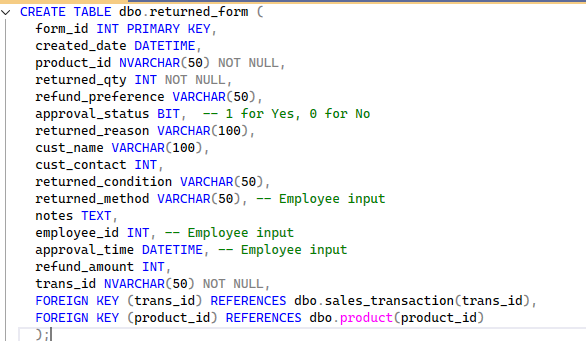 CREATE TABLE dbo.returned_form (
form_id INT PRIMARY KEY,
created_date DATETIME,
product_id NVARCHAR(50) NOT NULL,
returned_qty INT NOT NULL,
refund_preference VARCHAR(50),
approval_status BIT,  -- 1 for Yes, 0 for No
returned_reason VARCHAR(100),
cust_name VARCHAR(100),
cust_contact INT,
returned_condition VARCHAR(50),
returned_method VARCHAR(50), -- Employee input
notes TEXT,
employee_id INT, -- Employee input
approval_time DATETIME, -- Employee input
refund_amount INT,
trans_id NVARCHAR(50) NOT NULL,
FOREIGN KEY (trans_id) REFERENCES dbo.sales_transaction(trans_id),
FOREIGN KEY (product_id) REFERENCES dbo.product(product_id)
);